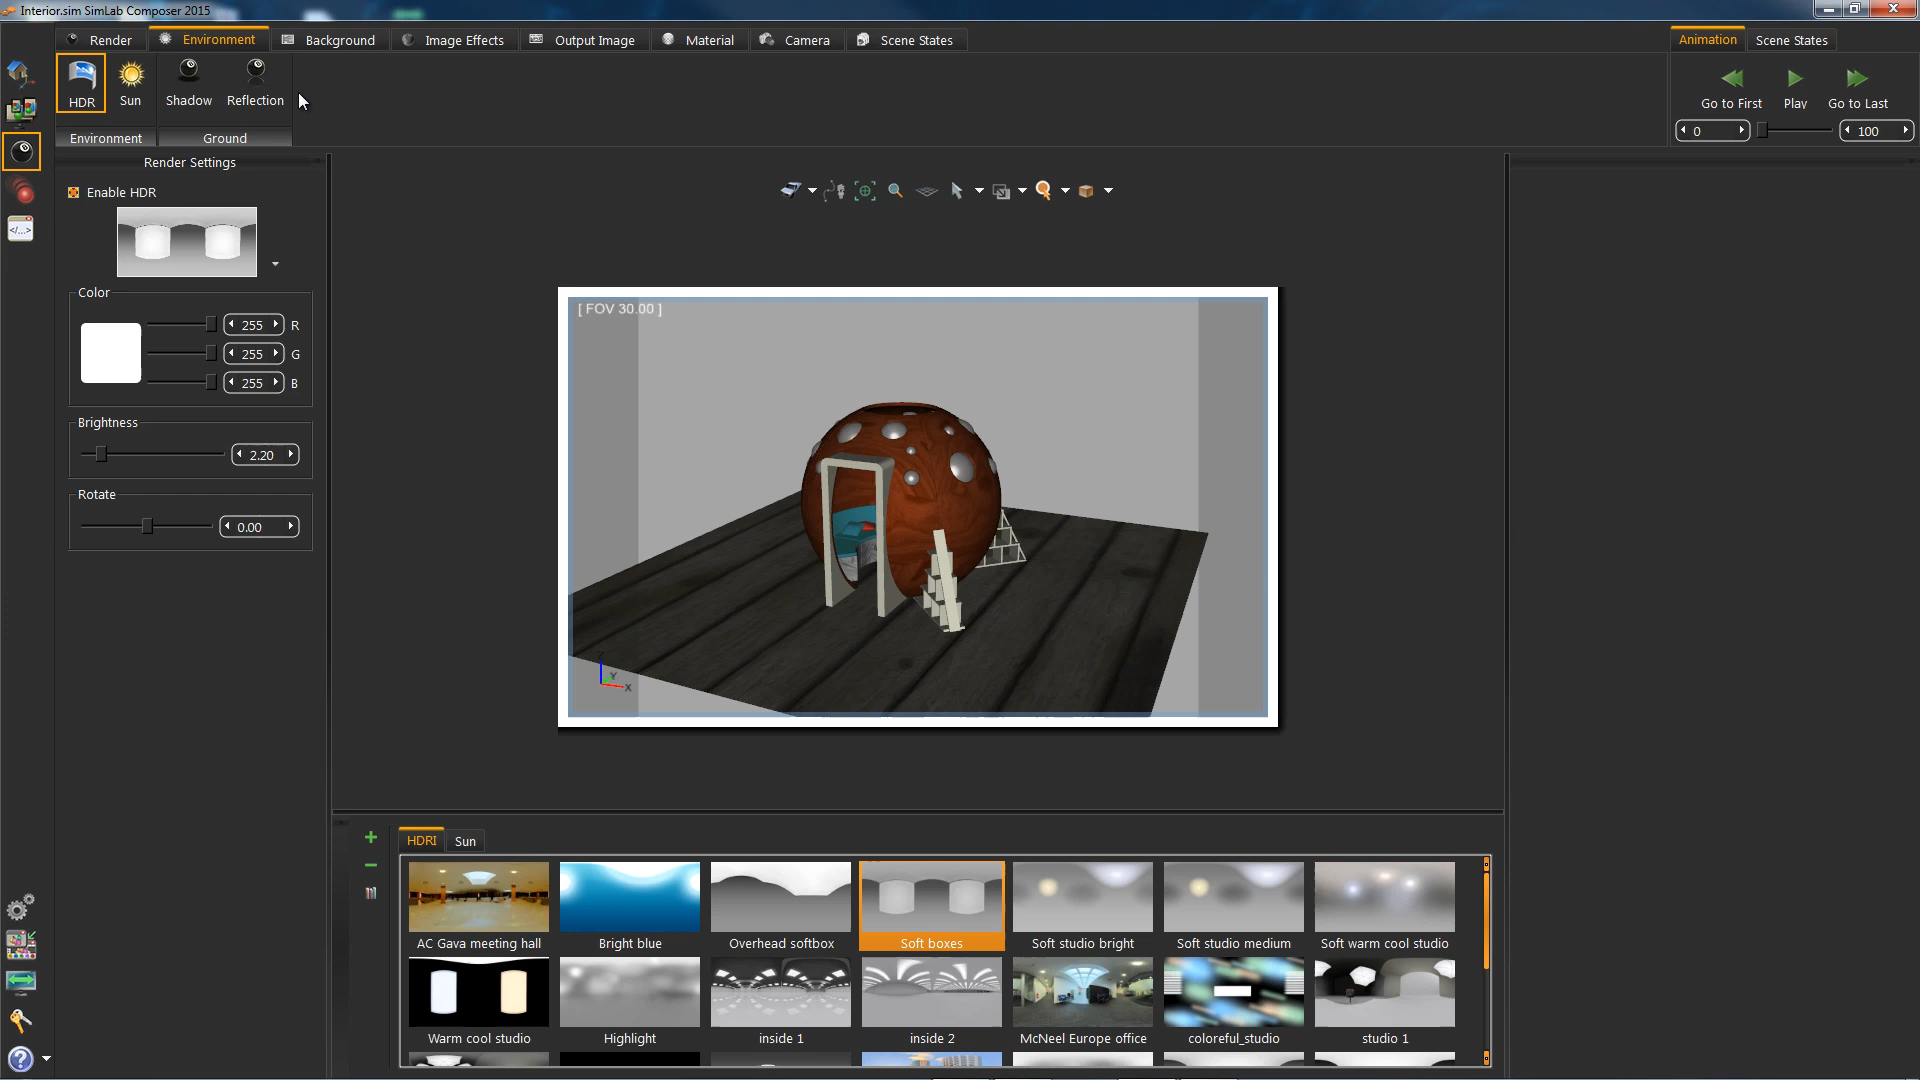 Interior.sim SimLab Composer 2015
Render Environment Background Image Effects Output Image Material Camera Scene States
Animation Scene States
HDR Sun Shadow Reflection
Go to First Play Go to Last
Environment Ground
0 100
Render Settings
Enable HDR
Color
255 R
255 G
255 B
Brightness
2.20
Rotate
0.00
[ FOV 30.00 ]
Z
Y
X
</...>
HDRI Sun
AC Gava meeting hall Bright blue Overhead softbox Soft boxes Soft studio bright Soft studio medium Soft warm cool studio
Warm cool studio Highlight inside 1 inside 2 McNeel Europe office coloreful_studio studio 1
?